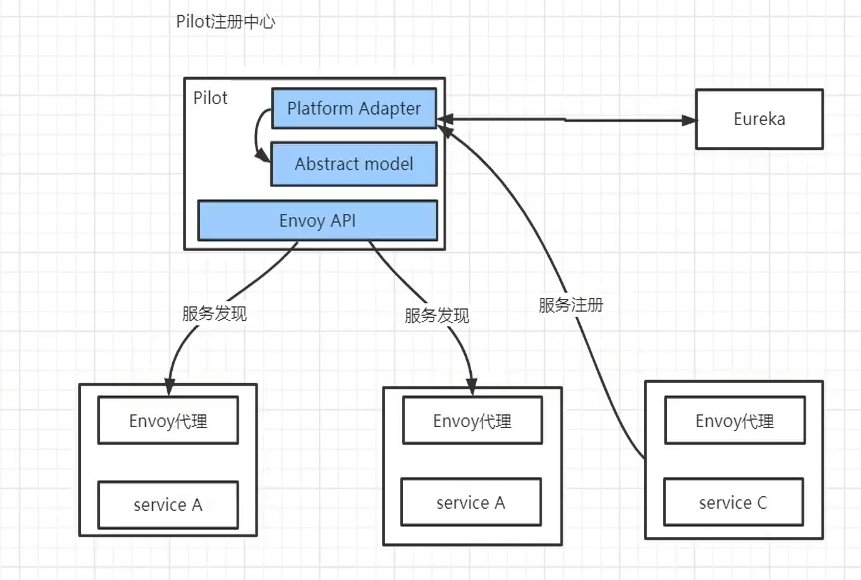 Pilot注册中心
Pilot
Platform Adapter
Eureka
Abstract model
Envoy API
服务发现
服务发现
服务注册
Envoy代理
service A
Envoy代理
service A
Envoy代理
service C